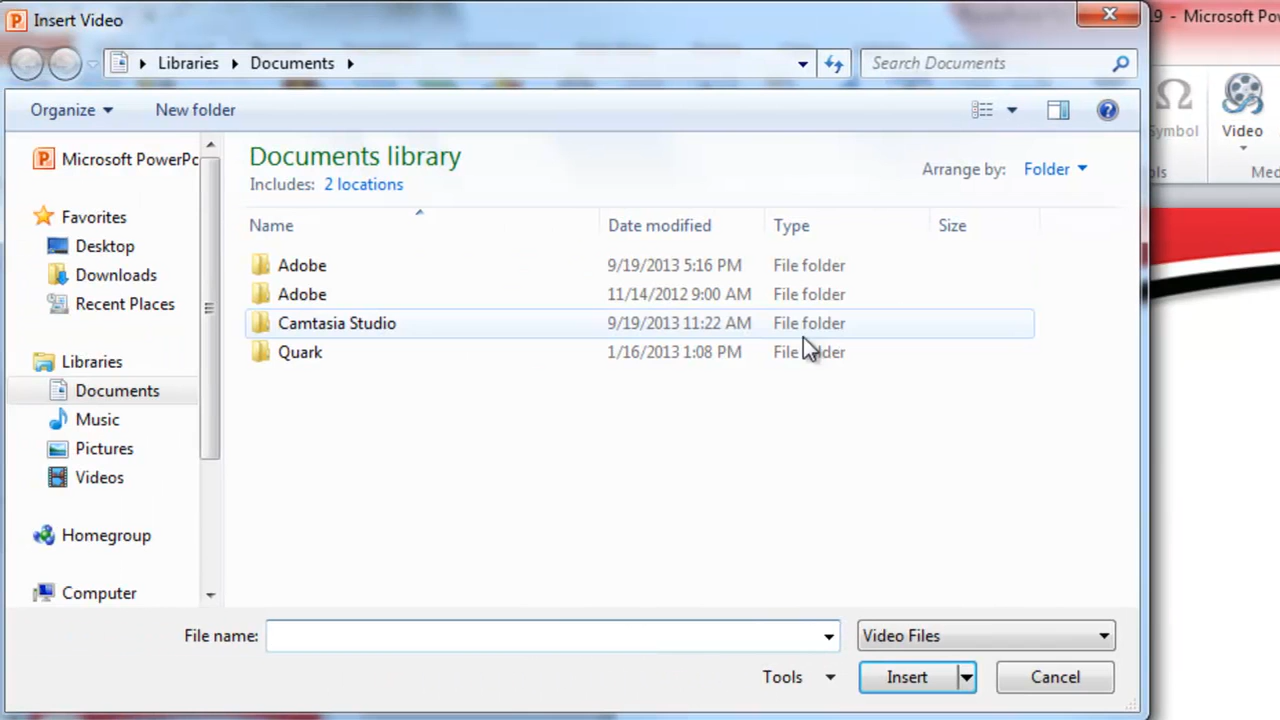 Insert Video
19 - Microsoft Pow
Libraries Documents
Search Documents
Organize New folder
Symbol
Video
Microsoft PowerPo
Documents library
Includes: 2 locations
Arrange by: Folder
Name Date modified Type Size
Favorites
Desktop
Downloads
Recent Places
Libraries
Documents
Music
Pictures
Videos
Homegroup
Computer
Adobe 9/19/2013 5:16 PM File folder
Adobe 11/14/2012 9:00 AM File folder
Camtasia Studio 9/19/2013 11:22 AM File folder
Quark 1/16/2013 1:08 PM File folder
File name: Video Files
Tools Insert Cancel